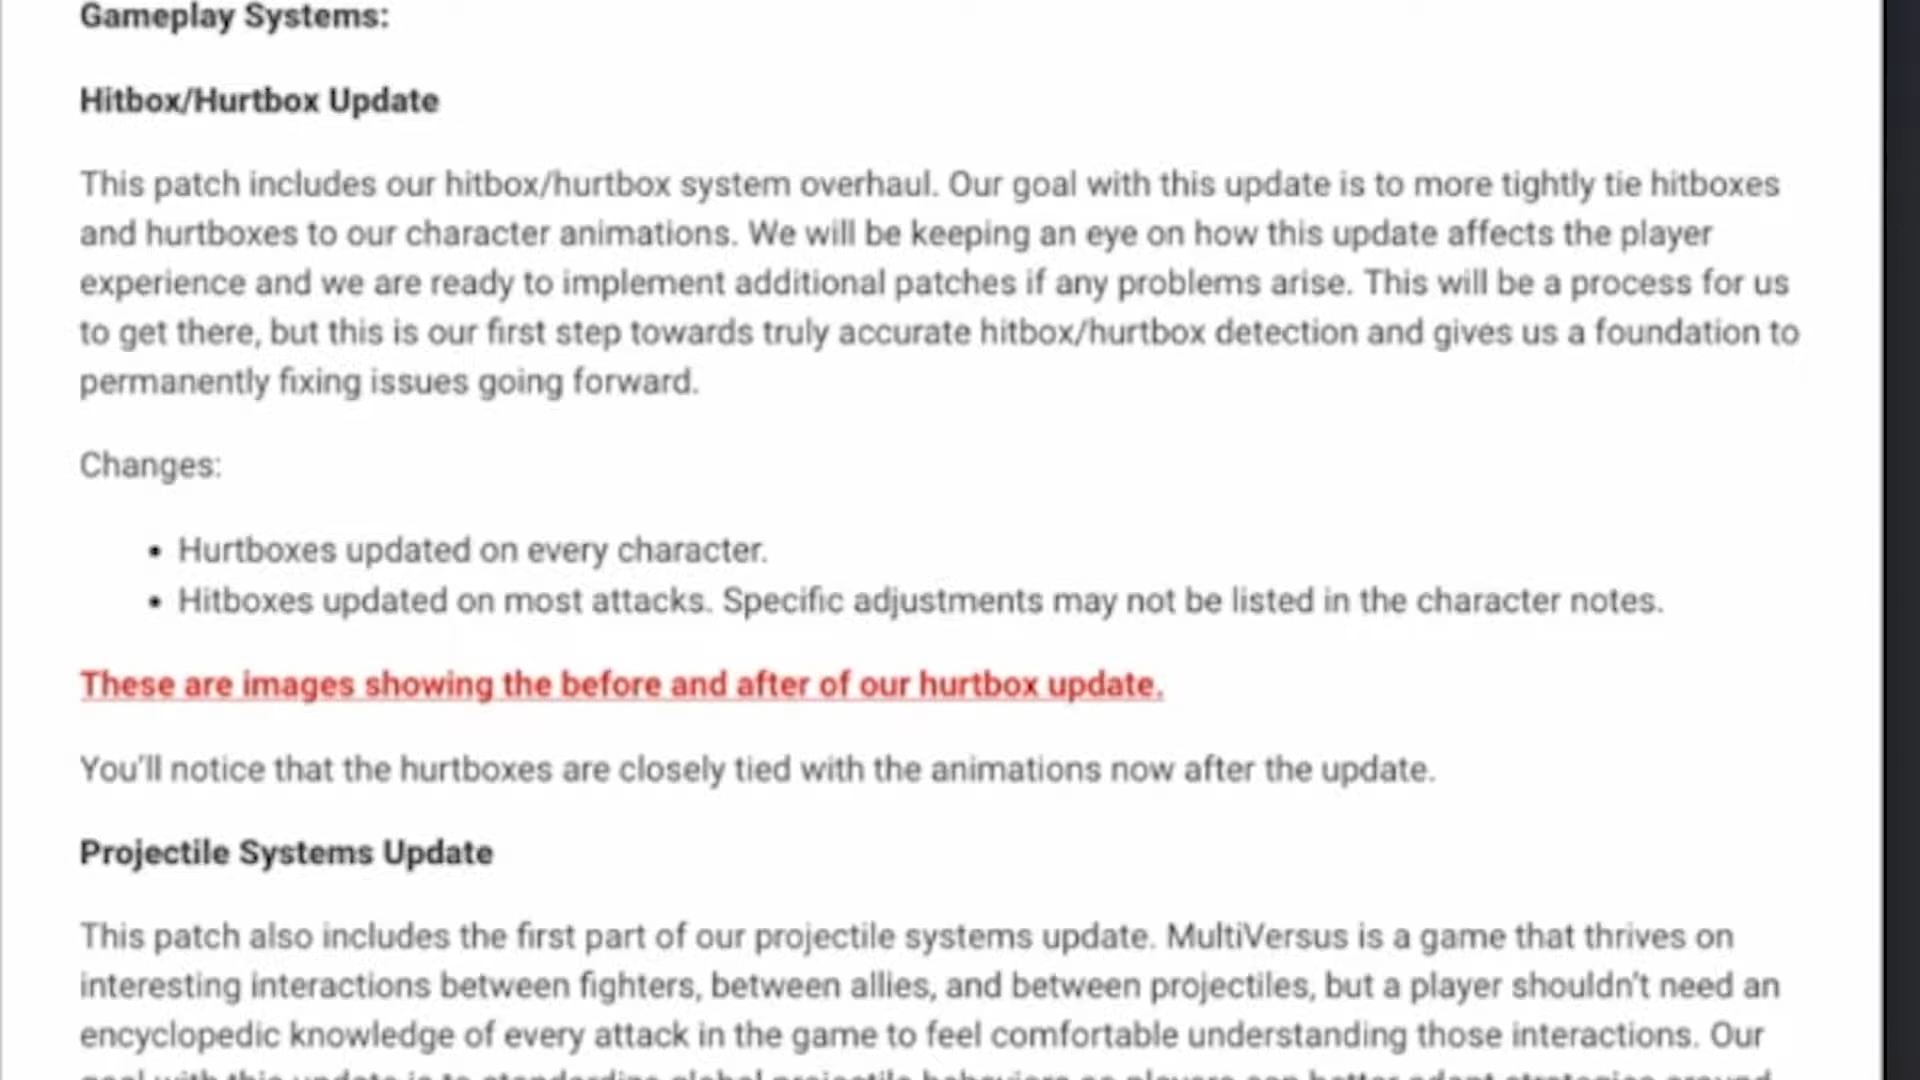 Gameplay Systems:
Hitbox/Hurtbox Update
This patch includes our hitbox/hurtbox system overhaul. Our goal with this update is to more tightly tie hitboxes
and hurtboxes to our character animations. We will be keeping an eye on how this update affects the player
experience and we are ready to implement additional patches if any problems arise. This will be a process for us
to get there, but this is our first step towards truly accurate hitbox/hurtbox detection and gives us a foundation to
permanently fixing issues going forward.
Changes:
• Hurtboxes updated on every character.
• Hitboxes updated on most attacks. Specific adjustments may not be listed in the character notes.
These are images showing the before and after of our hurtbox update.
You'll notice that the hurtboxes are closely tied with the animations now after the update.
Projectile Systems Update
This patch also includes the first part of our projectile systems update. MultiVersus is a game that thrives on
interesting interactions between fighters, between allies, and between projectiles, but a player shouldn't need an
encyclopedic knowledge of every attack in the game to feel comfortable understanding those interactions. Our